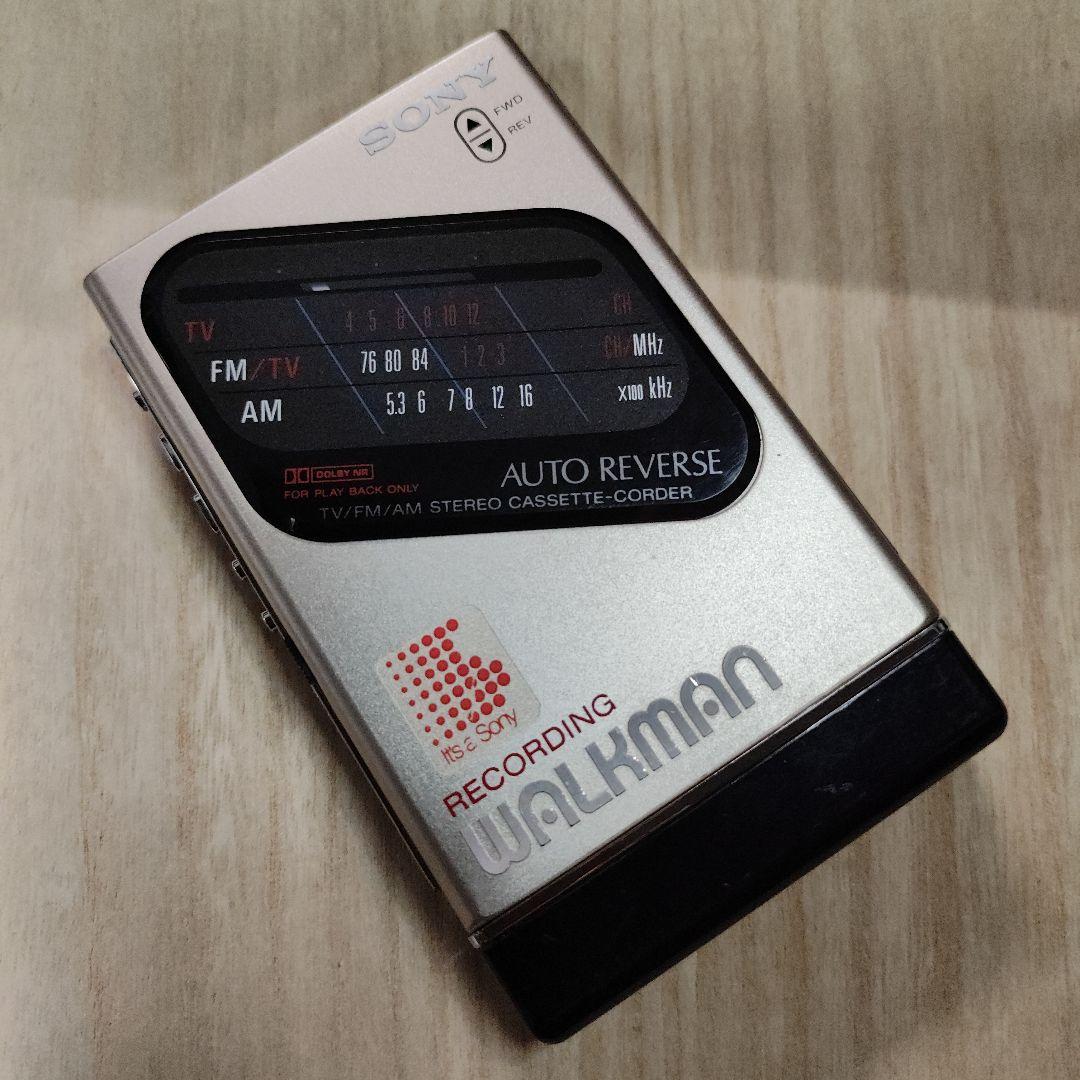 SONY
FWD
REV
TV 4 5 6 8 10 12 CH
FM/TV 76 80 84 1 2 3 CH/MHz
AM 5.3 6 7 8 12 16 X100 kHz
DOLBY NR
FOR PLAY BACK ONLY
AUTO REVERSE
TV/FM/AM STEREO CASSETTE-CORDER
It's a Sony
RECORDING
WALKMAN